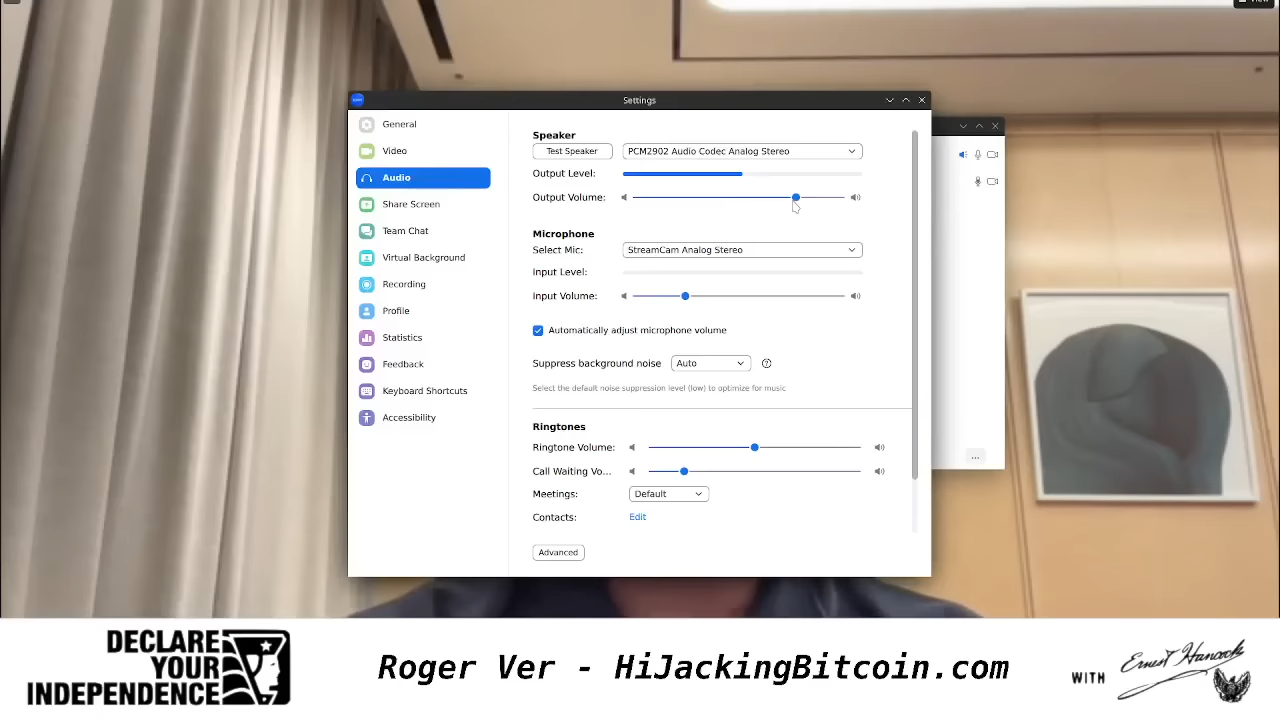 View
Settings
General
Video
Audio
Share Screen
Team Chat
Virtual Background
Recording
Profile
Statistics
Feedback
Keyboard Shortcuts
Accessibility
Speaker
Test Speaker
PCM2902 Audio Codec Analog Stereo
Output Level:
Output Volume:
Microphone
Select Mic:
StreamCam Analog Stereo
Input Level:
Input Volume:
Automatically adjust microphone volume
Suppress background noise
Auto
Select the default noise suppression level (low) to optimize for music
Ringtones
Ringtone Volume:
Call Waiting Vo...
Meetings:
Default
Contacts:
Edit
Advanced
...
DECLARE
YOUR
INDEPENDENCE
Roger Ver - HiJackingBitcoin.com
WITH
Ernest Hancock